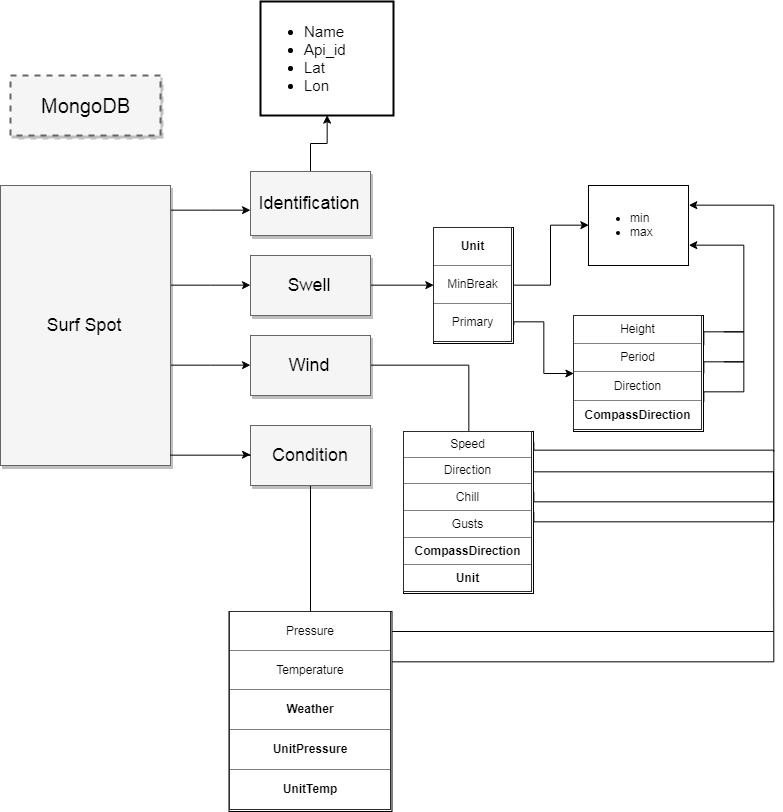 Name
Api_id
Lat
Lon
MongoDB
Identification
Surf Spot
Swell
Wind
Condition
Unit
MinBreak
Primary
min
max
Height
Period
Direction
CompassDirection
Speed
Direction
Chill
Gusts
CompassDirection
Unit
Pressure
Temperature
Weather
UnitPressure
UnitTemp